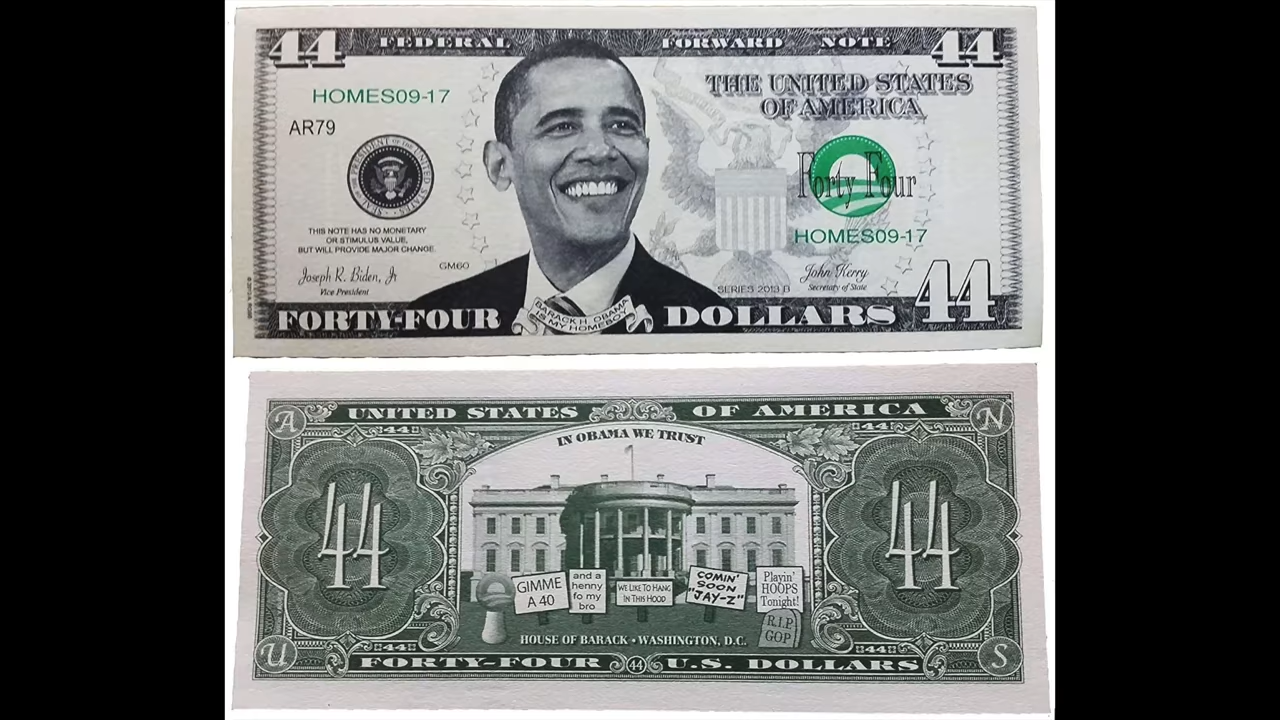 44 FEDERAL FORWARD NOTE 44
HOMES09-17
THE UNITED STATES
OF AMERICA
AR79
Forty Four
HOMES09-17
THIS NOTE HAS NO MONETARY
OR STIMULUS VALUE,
BUT WILL PROVIDE MAJOR CHANGE.
GM60
Joseph R. Biden, Jr
Vice President
SERIES 2013 B
John Kerry
Secretary of State
44
BARACK H. OBAMA
IS MY HOMEBOY
FORTY-FOUR DOLLARS
A UNITED STATES OF AMERICA N
44 44
IN OBAMA WE TRUST
44 44
GIMME
A 40
and a
henny
fo my
bro
WE LIKE TO HANG
IN THIS HOOD
COMIN'
SOON
"JAY-Z"
Playin'
HOOPS
Tonight!
R.I.P.
GOP
HOUSE OF BARACK • WASHINGTON, D.C.
44 44
U FORTY-FOUR 44 U.S. DOLLARS S